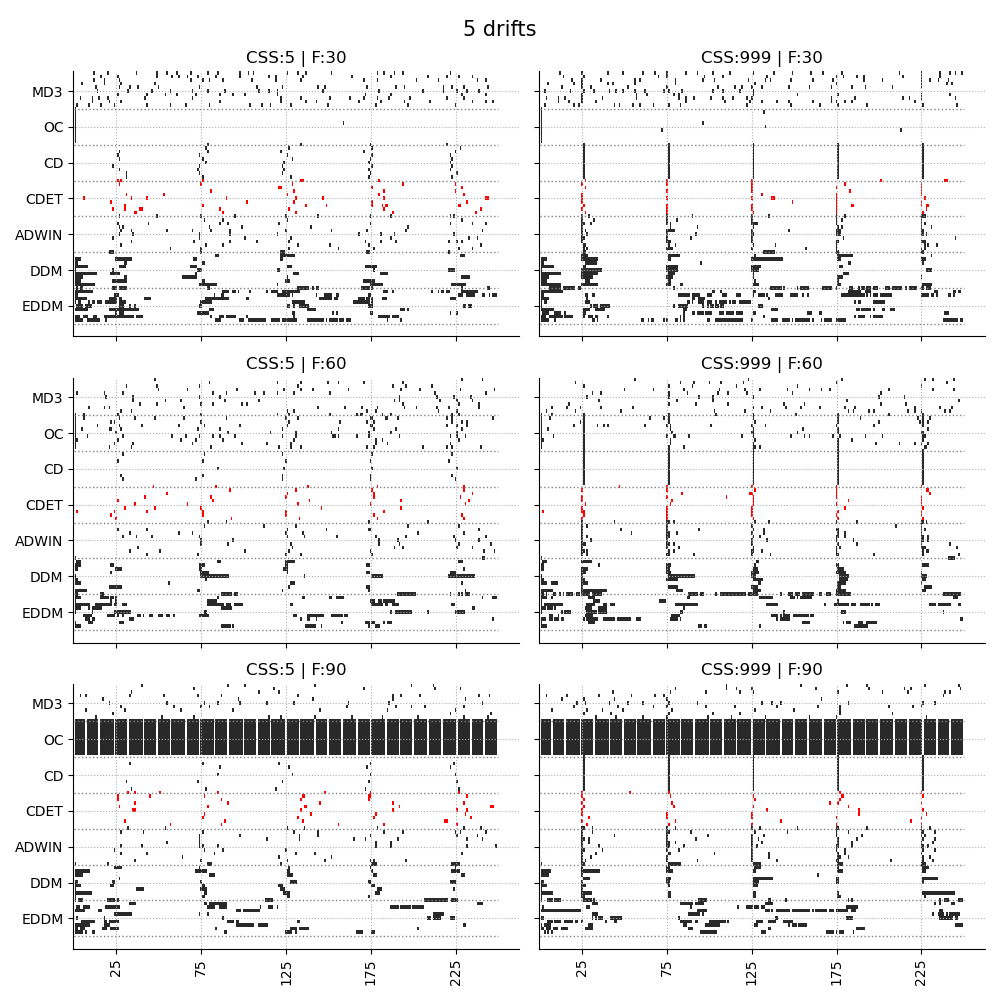 5 drifts
CSS:5 | F:30
CSS:999 | F:30
MD3
OC
CD
CDET
ADWIN
DDM
EDDM
CSS:5 | F:60
CSS:999 | F:60
MD3
OC
CD
CDET
ADWIN
DDM
EDDM
CSS:5 | F:90
CSS:999 | F:90
MD3
OC
CD
CDET
ADWIN
DDM
EDDM
25 75 125 175 225
25 75 125 175 225